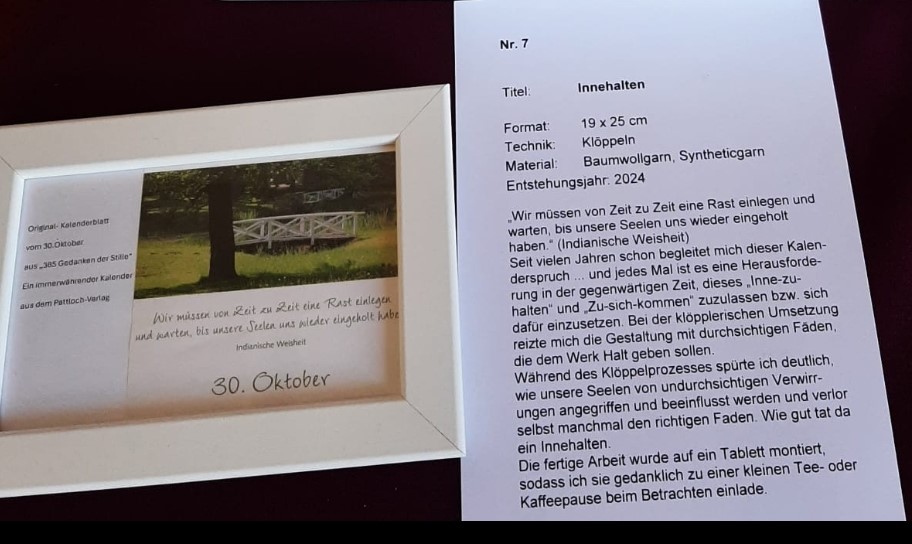 Original- Kalenderblatt
vom 30.Oktober
aus „365 Gedanken der Stille"
Ein immerwährender Kalender
aus dem Pattloch-Verlag
Wir müssen von Zeit zu Zeit eine Rast einlegen
und warten, bis unsere Seelen uns wieder eingeholt habe
Indianische Weisheit
30. Oktober
Nr. 7
Titel: Innehalten
Format: 19 x 25 cm
Technik: Klöppeln
Material: Baumwollgarn, Syntheticgarn
Entstehungsjahr: 2024
„Wir müssen von Zeit zu Zeit eine Rast einlegen und
warten, bis unsere Seelen uns wieder eingeholt
haben." (Indianische Weisheit)
Seit vielen Jahren schon begleitet mich dieser Kalen-
derspruch ... und jedes Mal ist es eine Herausforde-
rung in der gegenwärtigen Zeit, dieses „Inne-zu-
halten" und „Zu-sich-kommen" zuzulassen bzw. sich
dafür einzusetzen. Bei der klöpplerischen Umsetzung
reizte mich die Gestaltung mit durchsichtigen Fäden,
die dem Werk Halt geben sollen.
Während des Klöppelprozesses spürte ich deutlich,
wie unsere Seelen von undurchsichtigen Verwirr-
ungen angegriffen und beeinflusst werden und verlor
selbst manchmal den richtigen Faden. Wie gut tat da
ein Innehalten.
Die fertige Arbeit wurde auf ein Tablett montiert,
sodass ich sie gedanklich zu einer kleinen Tee- oder
Kaffeepause beim Betrachten einlade.